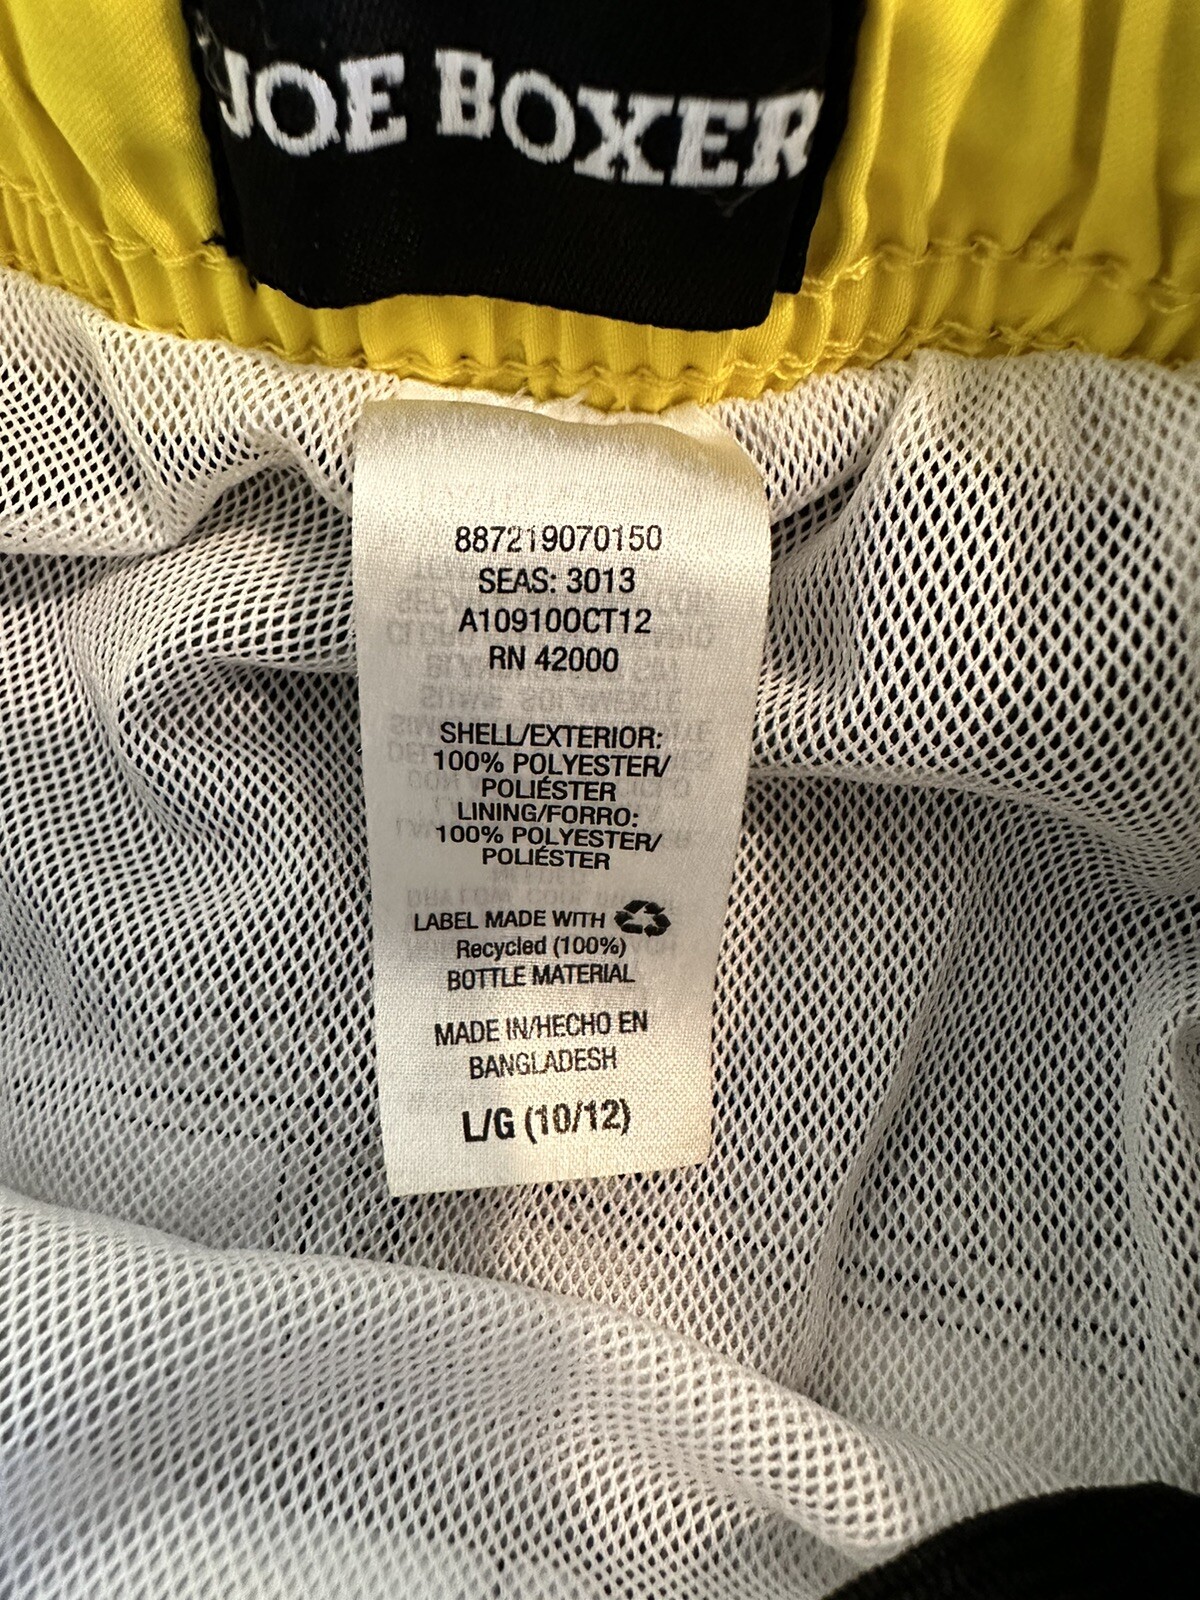 JOE BOXER
887219070150
SEAS: 3013
A10910OCT12
RN 42000
SHELL/EXTERIOR:
100% POLYESTER/
POLIÉSTER
LINING/FORRO:
100% POLYESTER/
POLIÉSTER
LABEL MADE WITH
Recycled (100%)
BOTTLE MATERIAL
MADE IN/HECHO EN
BANGLADESH
L/G (10/12)